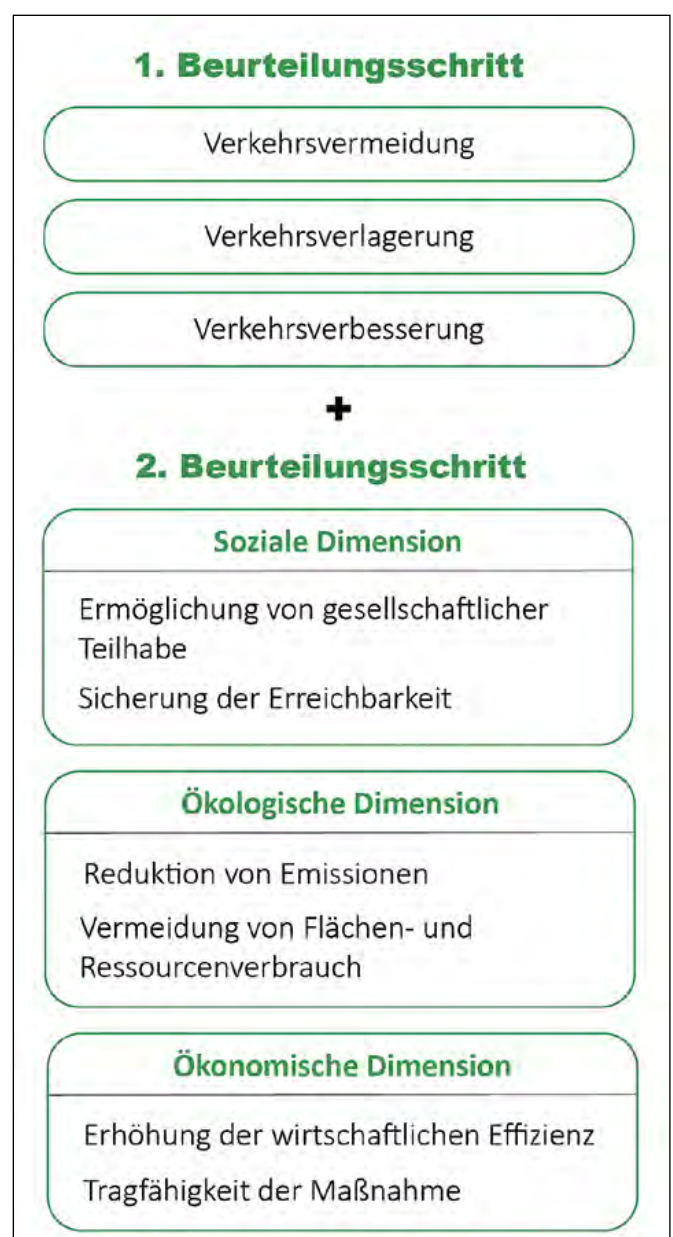 1. Beurteilungsschritt
Verkehrsvermeidung
Verkehrsverlagerung
Verkehrsverbesserung
+
2. Beurteilungsschritt
Soziale Dimension
Ermöglichung von gesellschaftlicher
Teilhabe
Sicherung der Erreichbarkeit
Ökologische Dimension
Reduktion von Emissionen
Vermeidung von Flächen- und
Ressourcenverbrauch
Ökonomische Dimension
Erhöhung der wirtschaftlichen Effizienz
Tragfähigkeit der Maßnahme